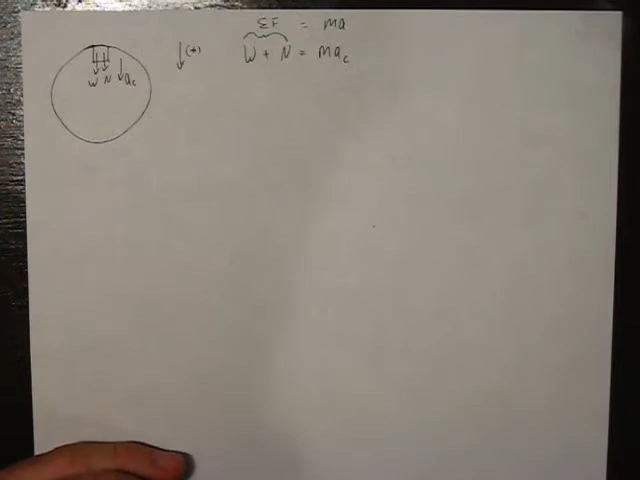 ΣF = ma
↓(+) W + N = ma_c
W N a_c